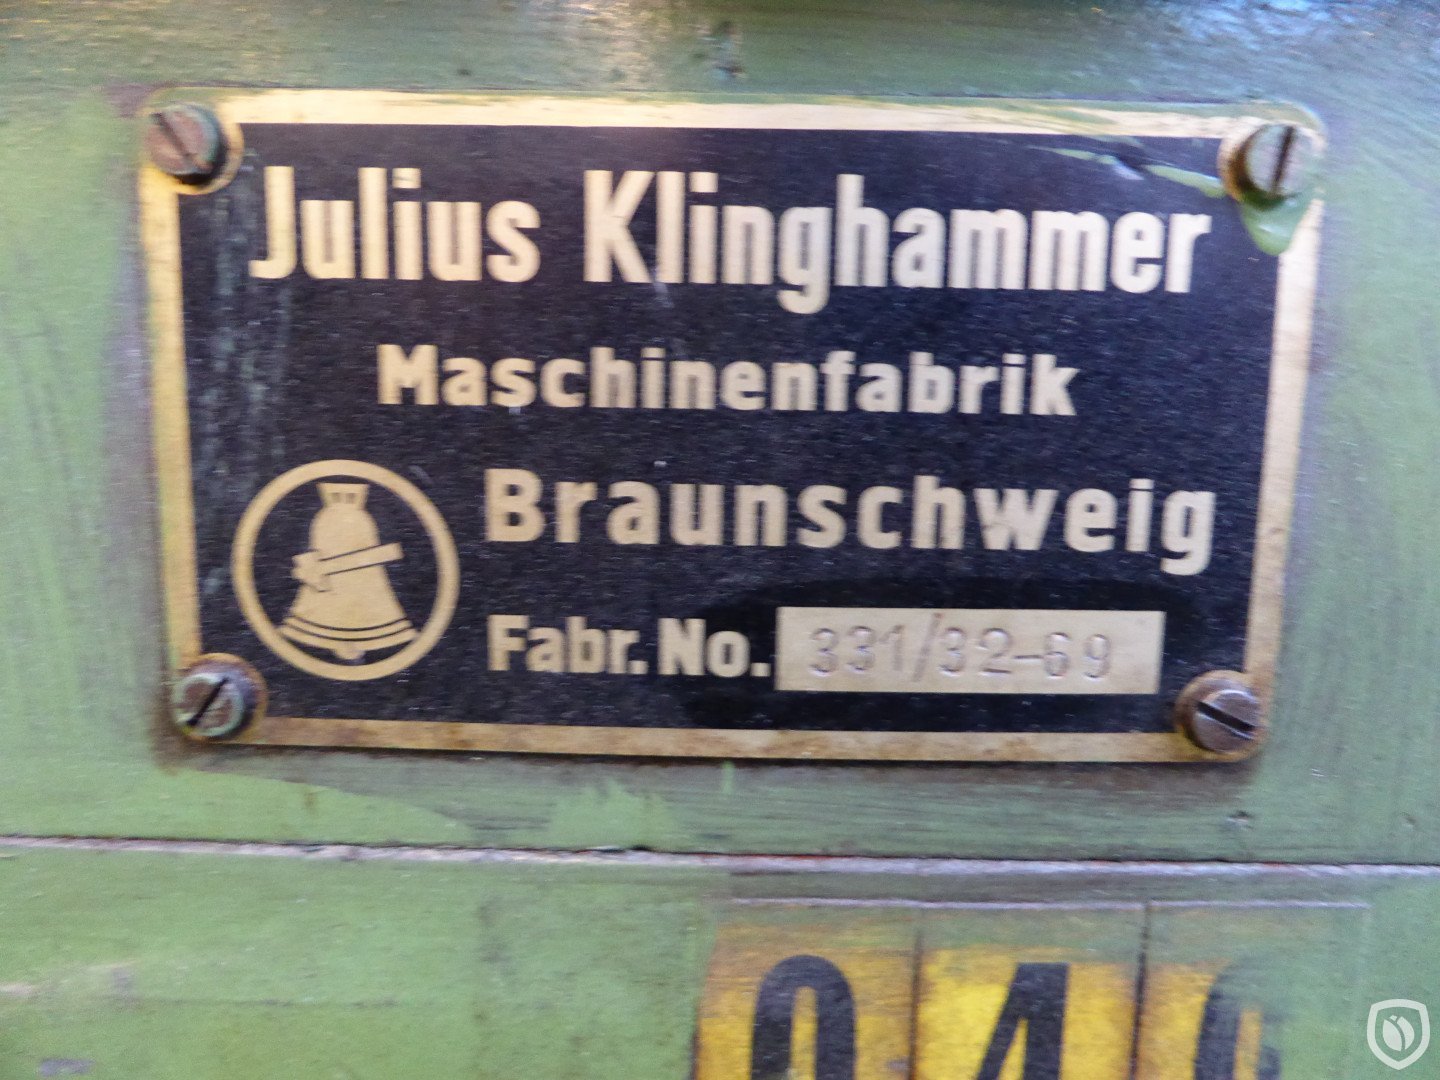 Julius Klinghammer
Maschinenfabrik
Braunschweig
Fabr. No. 331/32-69